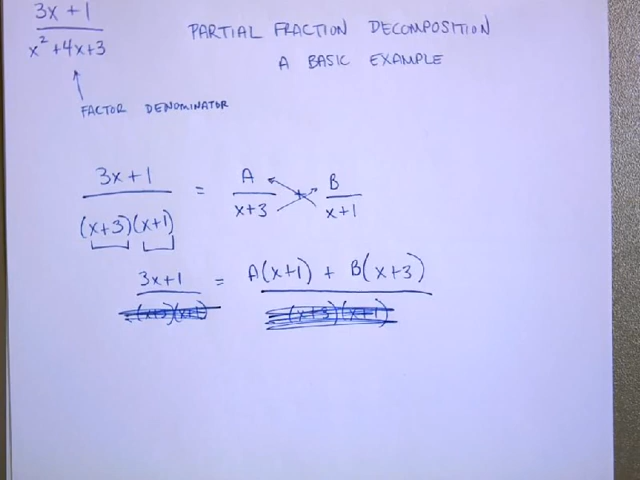 3x + 1
x² + 4x + 3
PARTIAL FRACTION DECOMPOSITION
A BASIC EXAMPLE
FACTOR DENOMINATOR
3x + 1 = A + B
(x+3)(x+1) x+3 x+1
3x+1 = A(x+1) + B(x+3)
(x+3)(x+1) (x+3)(x+1)